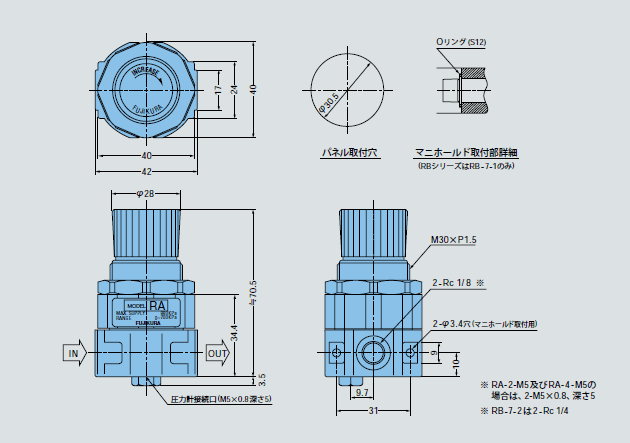 INCREASE
FUJIKURA
17
24
40
40
42
φ30.5
パネル取付穴
Oリング(S12)
マニホールド取付部詳細
(RBシリーズはRB-7-1のみ)
φ28
≒70.5
34.4
3.5
MODEL RA
MAX SUPPLY
RANGE
FUJIKURA
IN
OUT
圧力計接続口(M5×0.8深さ5)
M30×P1.5
2-Rc 1/8 ※
2-φ3.4穴(マニホールド取付用)
9
10
9.7
31
※ RA-2-M5及びRA-4-M5の
場合は、2-M5×0.8、深さ5
※ RB-7-2は2-Rc 1/4